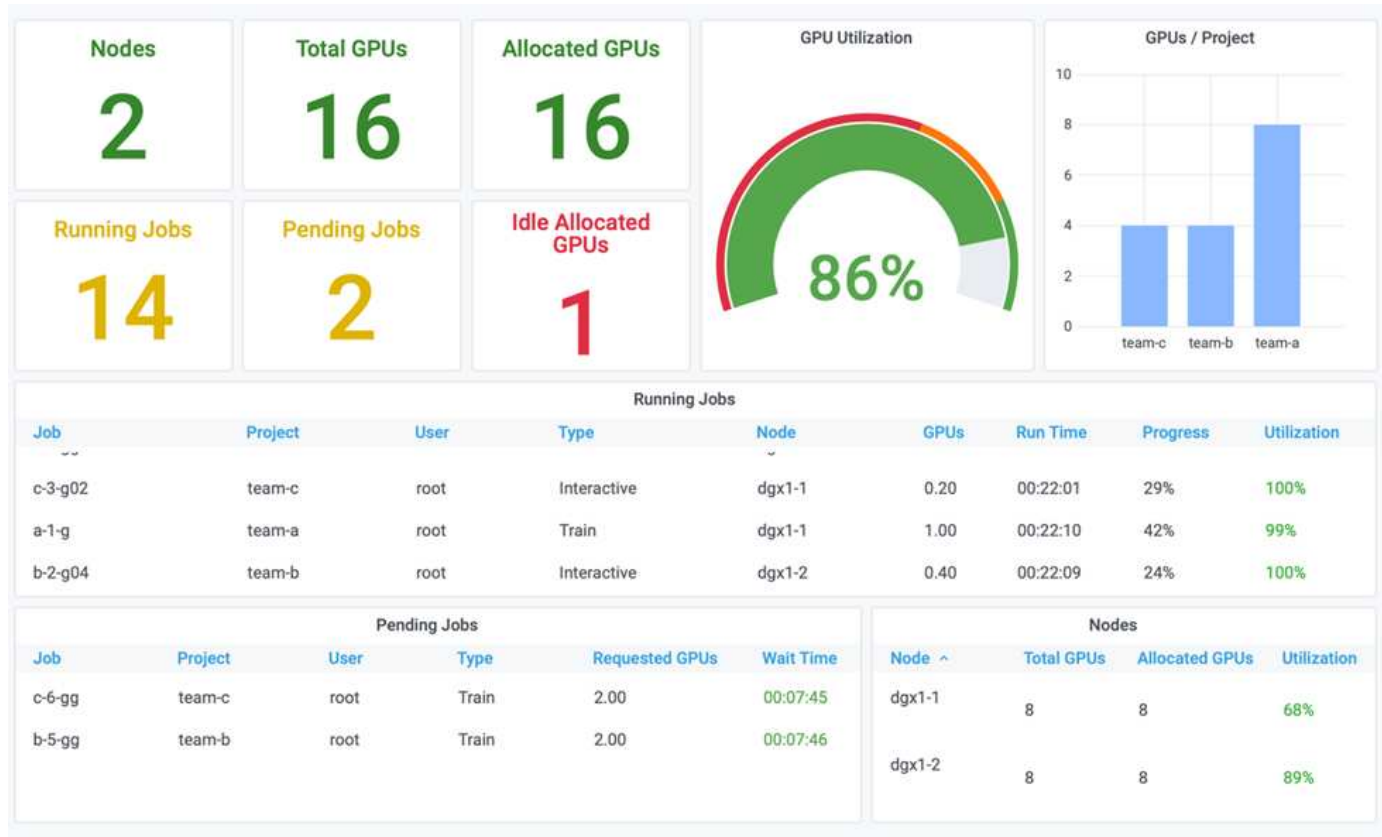 Nodes
2
Total GPUs
16
Allocated GPUs
16
Running Jobs
14
Pending Jobs
2
Idle Allocated
GPUs
1
GPU Utilization
86%
GPUs / Project
10
8
6
4
2
0
team-c team-b team-a
Running Jobs
Job Project User Type Node GPUs Run Time Progress Utilization
c-3-g02 team-c root Interactive dgx1-1 0.20 00:22:01 29% 100%
a-1-g team-a root Train dgx1-1 1.00 00:22:10 42% 99%
b-2-g04 team-b root Interactive dgx1-2 0.40 00:22:09 24% 100%
Pending Jobs
Job Project User Type Requested GPUs Wait Time
c-6-gg team-c root Train 2.00 00:07:45
b-5-gg team-b root Train 2.00 00:07:46
Nodes
Node Total GPUs Allocated GPUs Utilization
dgx1-1 8 8 68%
dgx1-2 8 8 89%